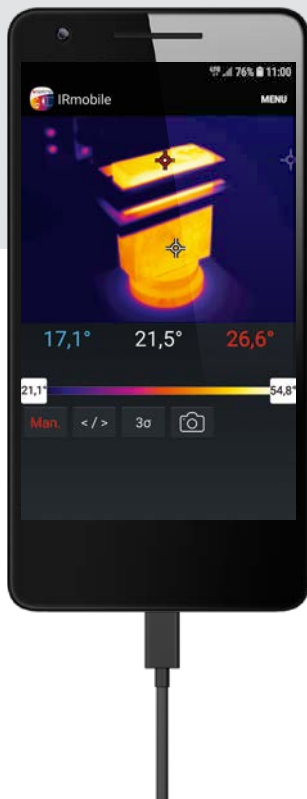 76% 11:00
IRmobile MENU
17,1° 21,5° 26,6°
21,1° 54,8°
Man. < / > 3σ